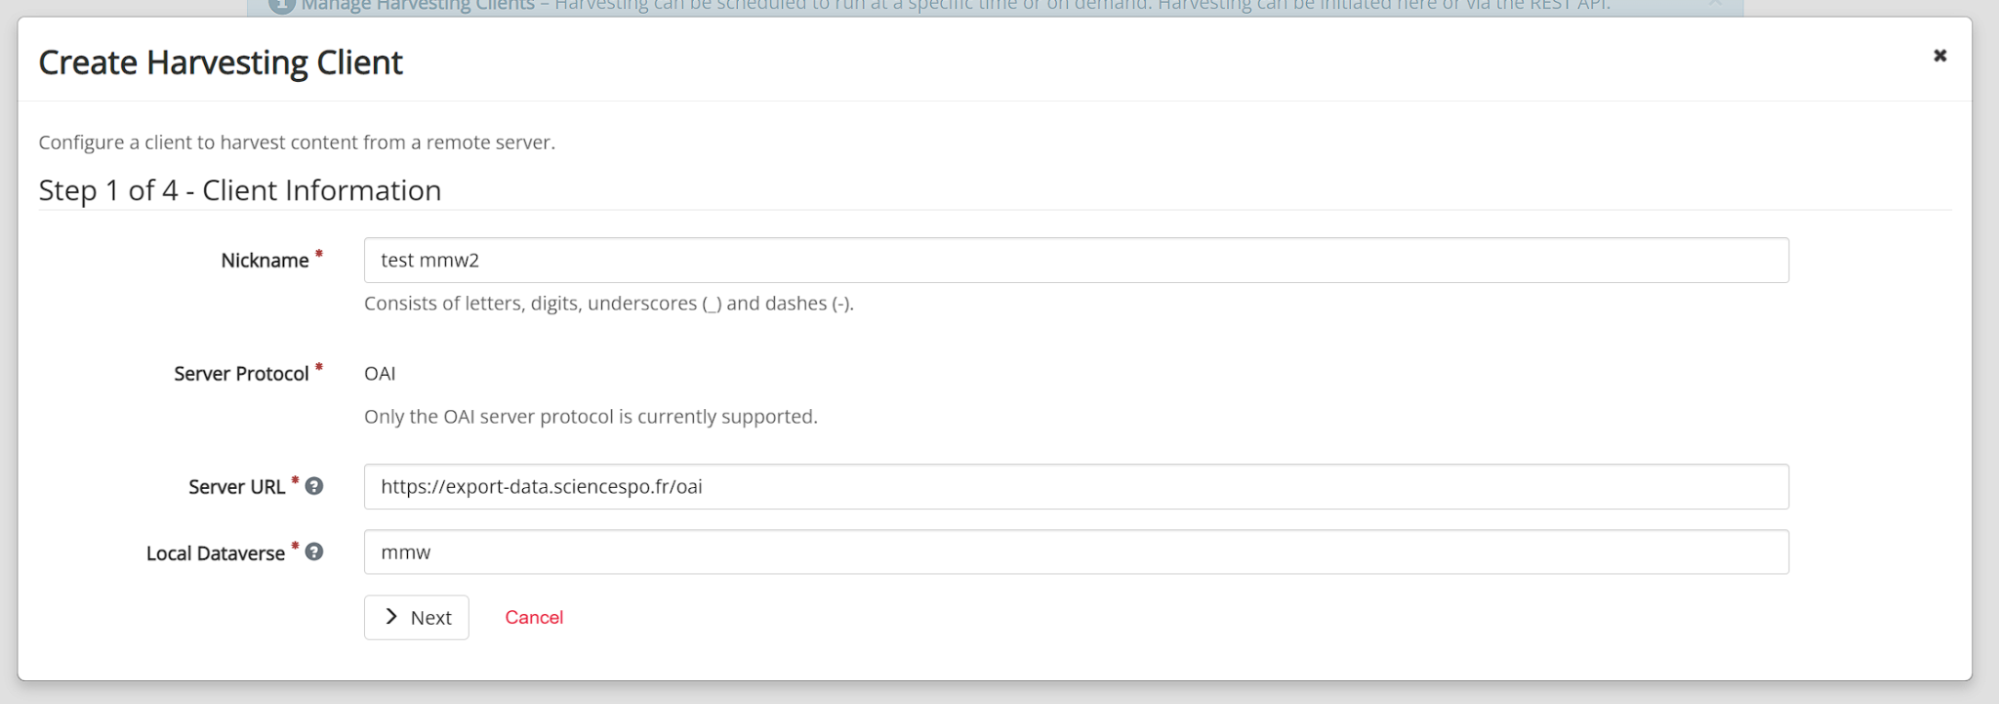 Manage Harvesting Clients – Harvesting can be scheduled to run at a specific time or on demand. Harvesting can be initiated here or via the REST API.
Create Harvesting Client
Configure a client to harvest content from a remote server.
Step 1 of 4 - Client Information
Nickname * test mmw2
Consists of letters, digits, underscores (_) and dashes (-).
Server Protocol * OAI
Only the OAI server protocol is currently supported.
Server URL * https://export-data.sciencespo.fr/oai
Local Dataverse * mmw
Next Cancel